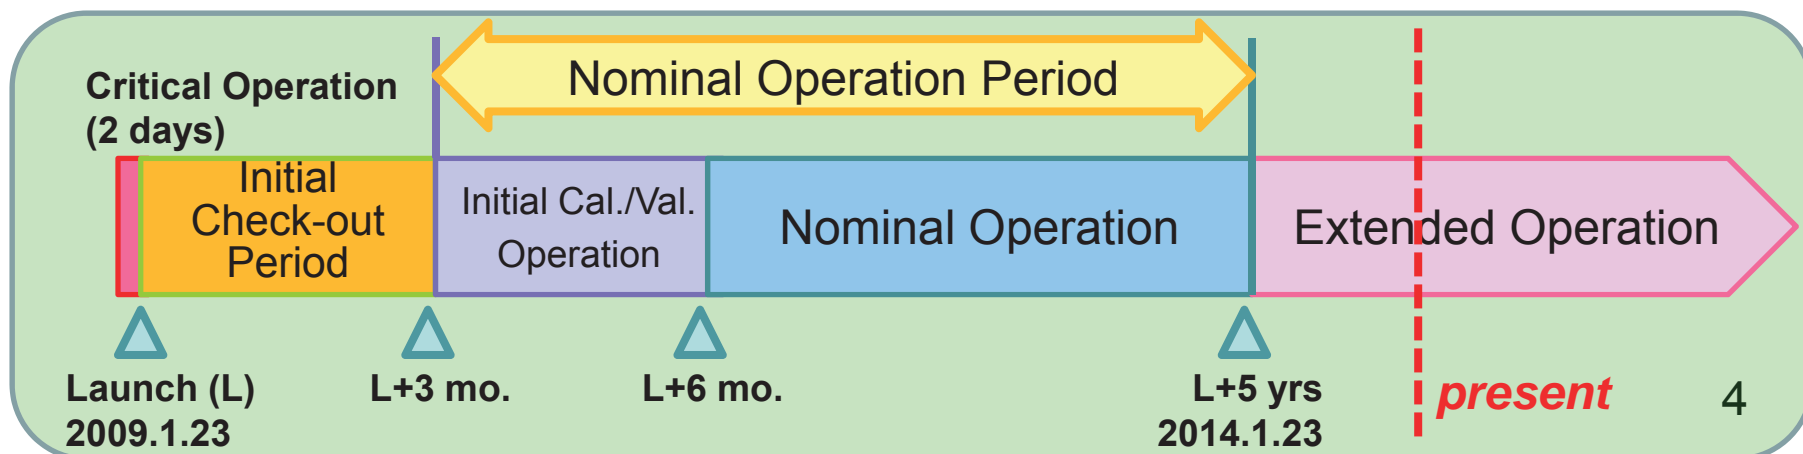 Nominal Operation Period
Critical Operation
(2 days)
Initial
Check-out
Period
Initial Cal./Val.
Operation
Nominal Operation
Extended Operation
Launch (L)
2009.1.23
L+3 mo.
L+6 mo.
L+5 yrs
2014.1.23
present
4